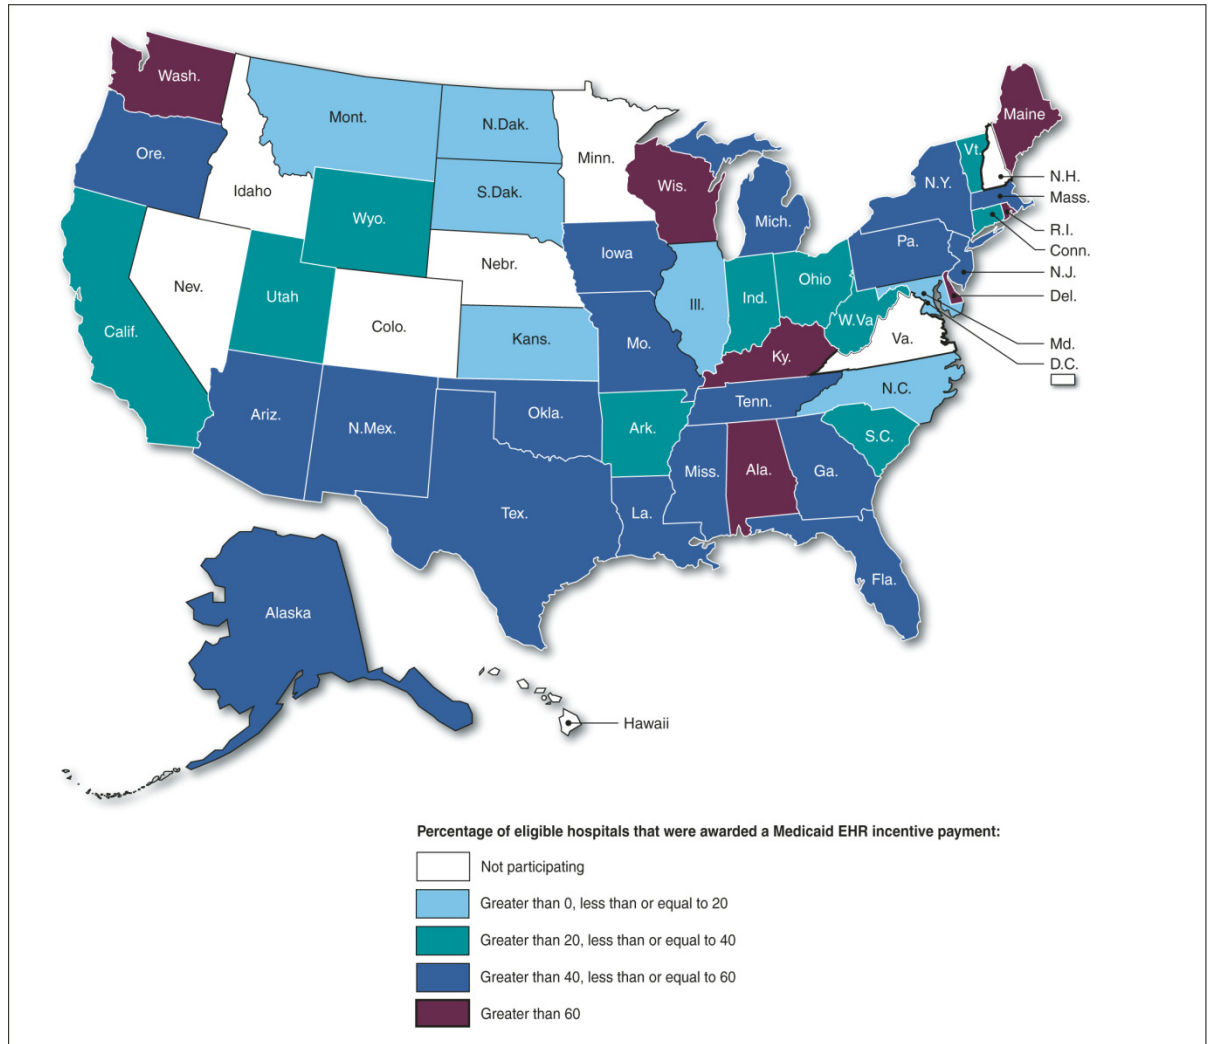 Wash.
Maine
Mont.
N.Dak.
Vt.
Minn.
Ore.
N.H.
Idaho
S.Dak.
Wis.
N.Y.
Mass.
Wyo.
Mich.
R.I.
Conn.
Iowa
Pa.
Nebr.
N.J.
Nev.
Utah
Ohio
Ind.
Del.
Ill.
Colo.
W.Va
Calif.
Kans.
Mo.
Va.
Md.
Ky.
D.C.
N.C.
Tenn.
Ariz.
Okla.
N.Mex.
Ark.
S.C.
Miss.
Ala.
Ga.
Tex.
La.
Fla.
Alaska
Hawaii
Percentage of eligible hospitals that were awarded a Medicaid EHR incentive payment:
Not participating
Greater than 0, less than or equal to 20
Greater than 20, less than or equal to 40
Greater than 40, less than or equal to 60
Greater than 60